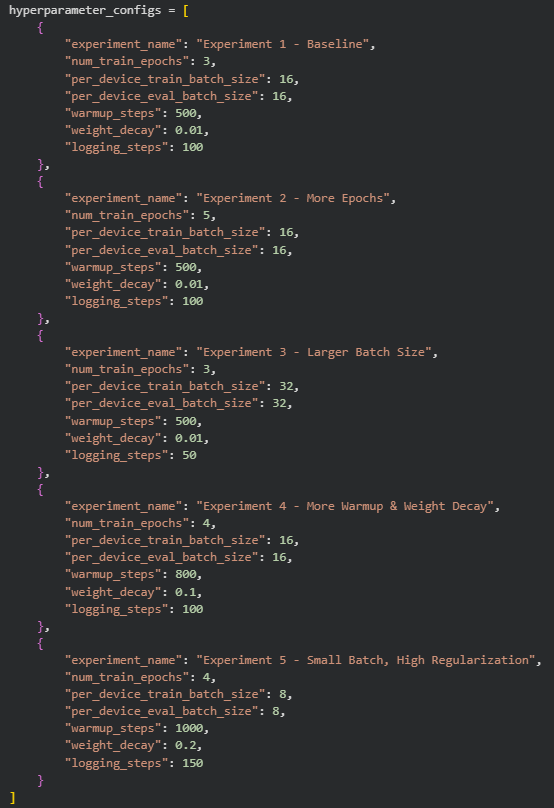 hyperparameter_configs = [
    {
        "experiment_name": "Experiment 1 - Baseline",
        "num_train_epochs": 3,
        "per_device_train_batch_size": 16,
        "per_device_eval_batch_size": 16,
        "warmup_steps": 500,
        "weight_decay": 0.01,
        "logging_steps": 100
    },
    {
        "experiment_name": "Experiment 2 - More Epochs",
        "num_train_epochs": 5,
        "per_device_train_batch_size": 16,
        "per_device_eval_batch_size": 16,
        "warmup_steps": 500,
        "weight_decay": 0.01,
        "logging_steps": 100
    },
    {
        "experiment_name": "Experiment 3 - Larger Batch Size",
        "num_train_epochs": 3,
        "per_device_train_batch_size": 32,
        "per_device_eval_batch_size": 32,
        "warmup_steps": 500,
        "weight_decay": 0.01,
        "logging_steps": 50
    },
    {
        "experiment_name": "Experiment 4 - More Warmup & Weight Decay",
        "num_train_epochs": 4,
        "per_device_train_batch_size": 16,
        "per_device_eval_batch_size": 16,
        "warmup_steps": 800,
        "weight_decay": 0.1,
        "logging_steps": 100
    },
    {
        "experiment_name": "Experiment 5 - Small Batch, High Regularization",
        "num_train_epochs": 4,
        "per_device_train_batch_size": 8,
        "per_device_eval_batch_size": 8,
        "warmup_steps": 1000,
        "weight_decay": 0.2,
        "logging_steps": 150
    }
]